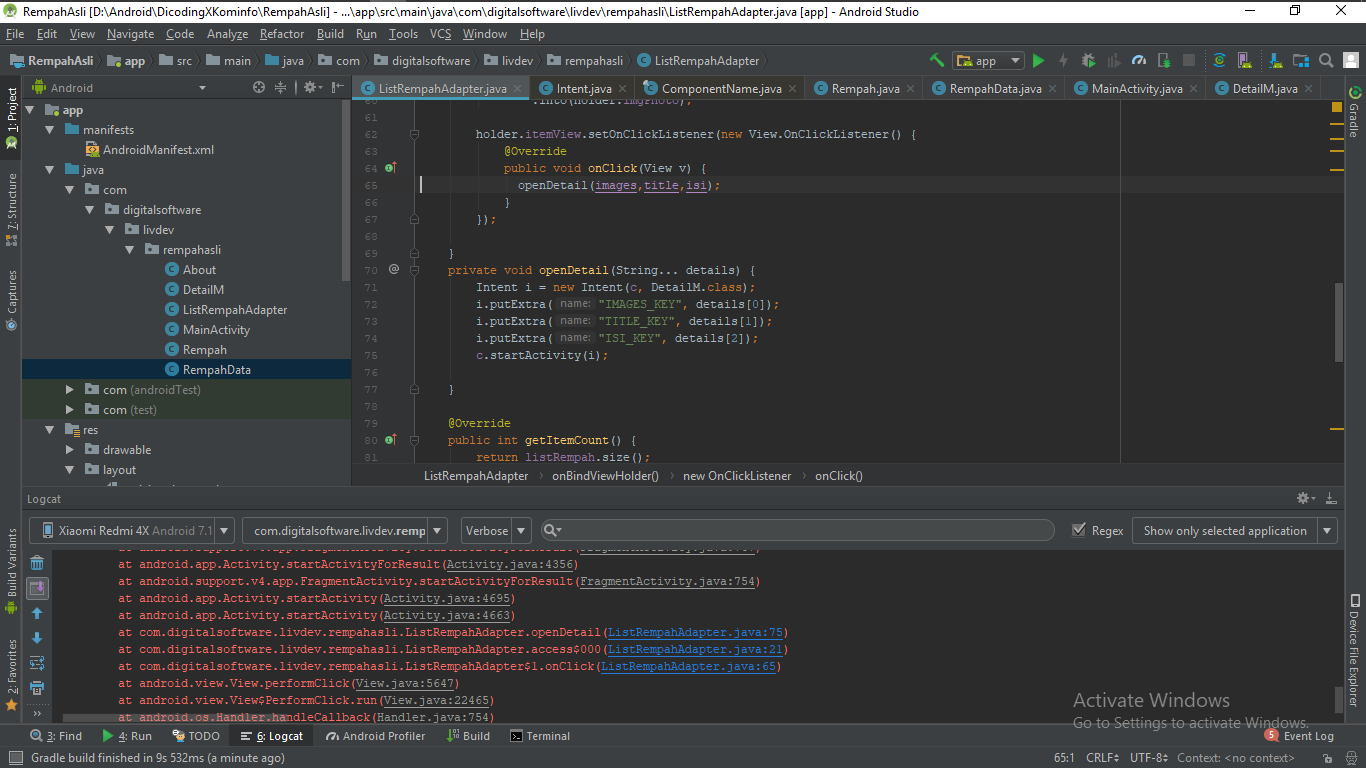 RempahAsli [D:\Android\DicodingXKominfo\RempahAsli] - ...\app\src\main\java\com\digitalsoftware\livdev\rempahasli\ListRempahAdapter.java [app] - Android Studio
File Edit View Navigate Code Analyze Refactor Build Run Tools VCS Window Help
RempahAsli app src main java com digitalsoftware livdev rempahasli ListRempahAdapter app
1: Project
7: Structure
Captures
Build Variants
2: Favorites
Android
app
manifests
AndroidManifest.xml
java
com
digitalsoftware
livdev
rempahasli
About
DetailM
ListRempahAdapter
MainActivity
Rempah
RempahData
com (androidTest)
com (test)
res
drawable
layout
ListRempahAdapter.java Intent.java ComponentName.java Rempah.java RempahData.java MainActivity.java DetailM.java
60 .into(holder.imgPhoto);
61
62 holder.itemView.setOnClickListener(new View.OnClickListener() {
63 @Override
64 public void onClick(View v) {
65 openDetail(images,title,isi);
66 }
67 });
68
69 }
70 @ private void openDetail(String... details) {
71 Intent i = new Intent(c, DetailM.class);
72 i.putExtra( name: "IMAGES_KEY", details[0]);
73 i.putExtra( name: "TITLE_KEY", details[1]);
74 i.putExtra( name: "ISI_KEY", details[2]);
75 c.startActivity(i);
76
77 }
78
79 @Override
80 public int getItemCount() {
81 return listRempah.size();
ListRempahAdapter onBindViewHolder() new OnClickListener onClick()
Gradle
Device File Explorer
Logcat
Xiaomi Redmi 4X Android 7.1 com.digitalsoftware.livdev.remp Verbose Regex Show only selected application
at android.app.Activity.startActivityForResult(Activity.java:4356)
at android.support.v4.app.FragmentActivity.startActivityForResult(FragmentActivity.java:754)
at android.app.Activity.startActivity(Activity.java:4695)
at android.app.Activity.startActivity(Activity.java:4663)
at com.digitalsoftware.livdev.rempahasli.ListRempahAdapter.openDetail(ListRempahAdapter.java:75)
at com.digitalsoftware.livdev.rempahasli.ListRempahAdapter.access$000(ListRempahAdapter.java:21)
at com.digitalsoftware.livdev.rempahasli.ListRempahAdapter$1.onClick(ListRempahAdapter.java:65)
at android.view.View.performClick(View.java:5647)
at android.view.View$PerformClick.run(View.java:22465)
at android.os.Handler.handleCallback(Handler.java:754)
Activate Windows
Go to Settings to activate Windows.
3: Find 4: Run TODO 6: Logcat Android Profiler Build Terminal 5 Event Log
Gradle build finished in 9s 532ms (a minute ago) 65:1 CRLF UTF-8 Context: <no context>